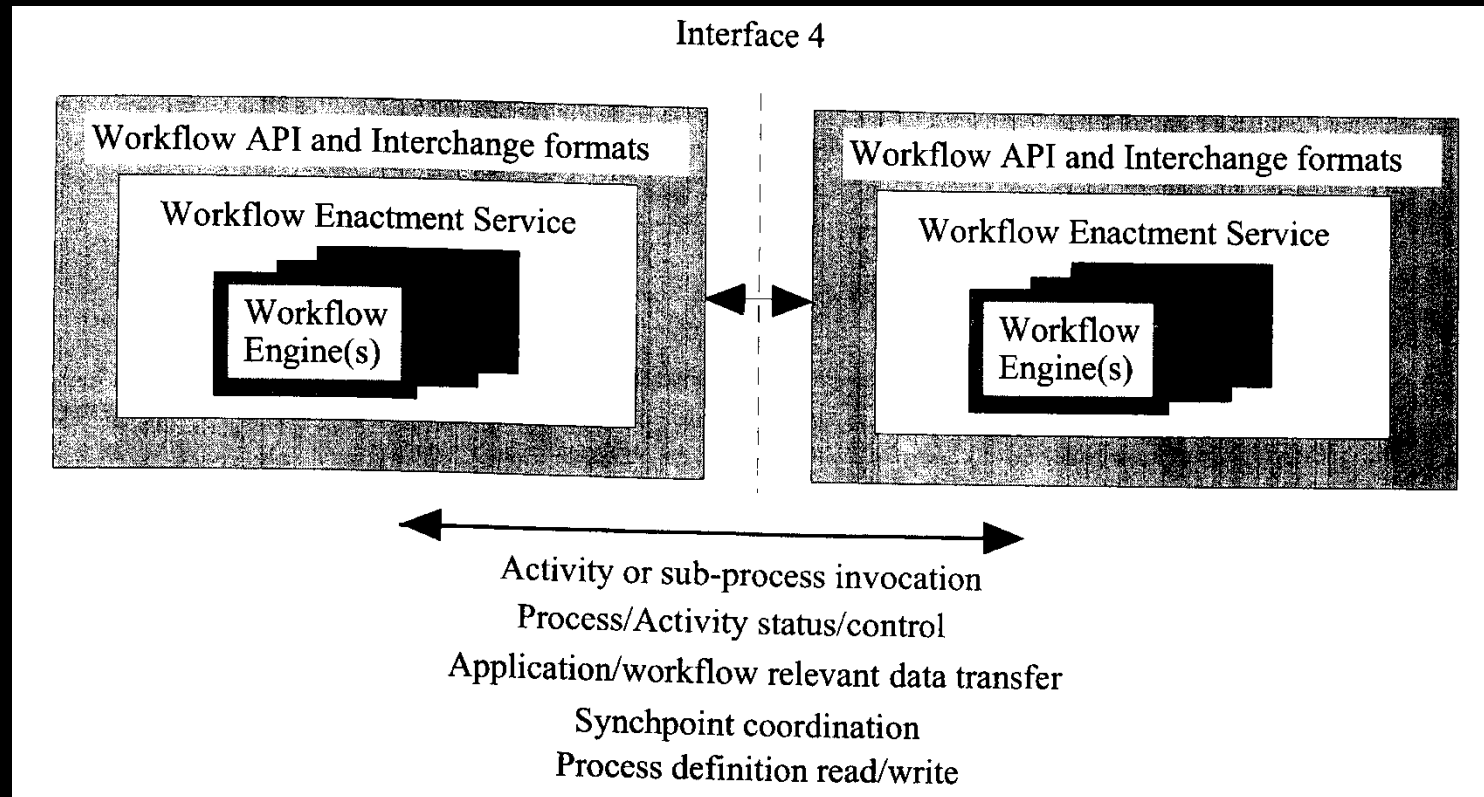 Interface 4
Workflow API and Interchange formats
Workflow Enactment Service
Workflow
Engine(s)
Workflow API and Interchange formats
Workflow Enactment Service
Workflow
Engine(s)
Activity or sub-process invocation
Process/Activity status/control
Application/workflow relevant data transfer
Synchpoint coordination
Process definition read/write